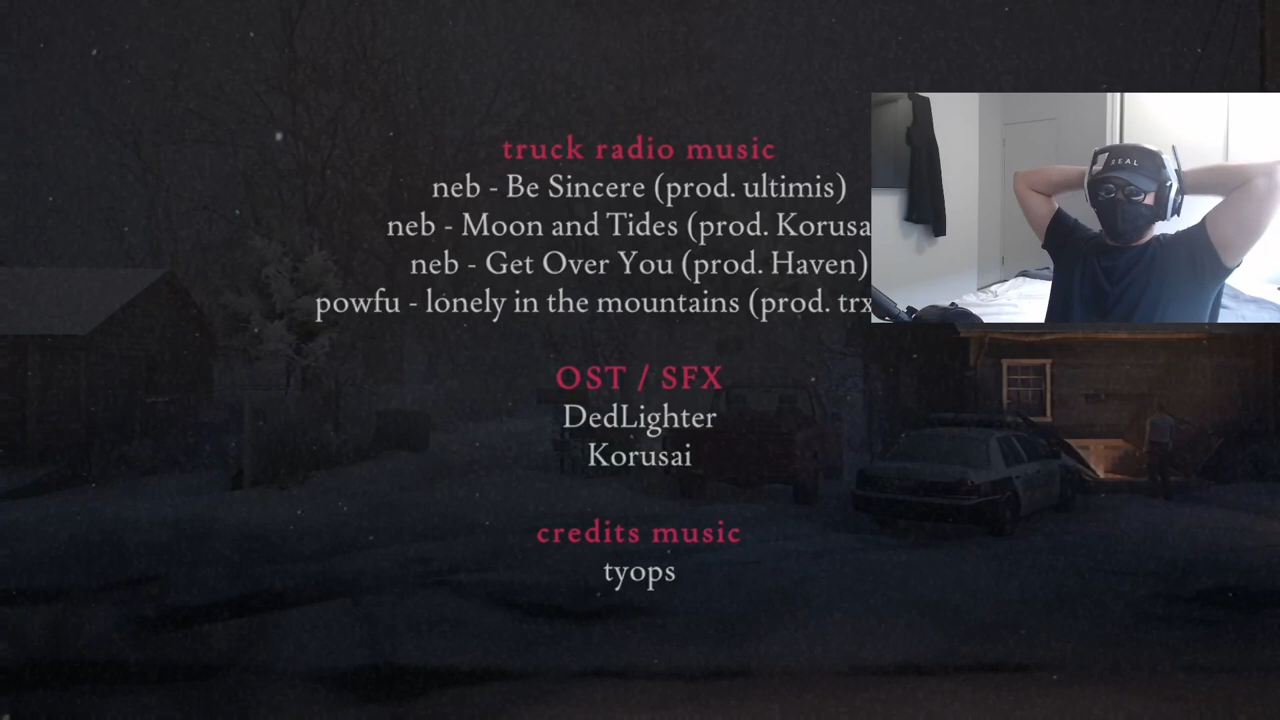 truck radio music
neb - Be Sincere (prod. ultimis)
neb - Moon and Tides (prod. Korusa
neb - Get Over You (prod. Haven)
powfu - lonely in the mountains (prod. trx
REAL
OST / SFX
DedLighter
Korusai
credits music
tyops